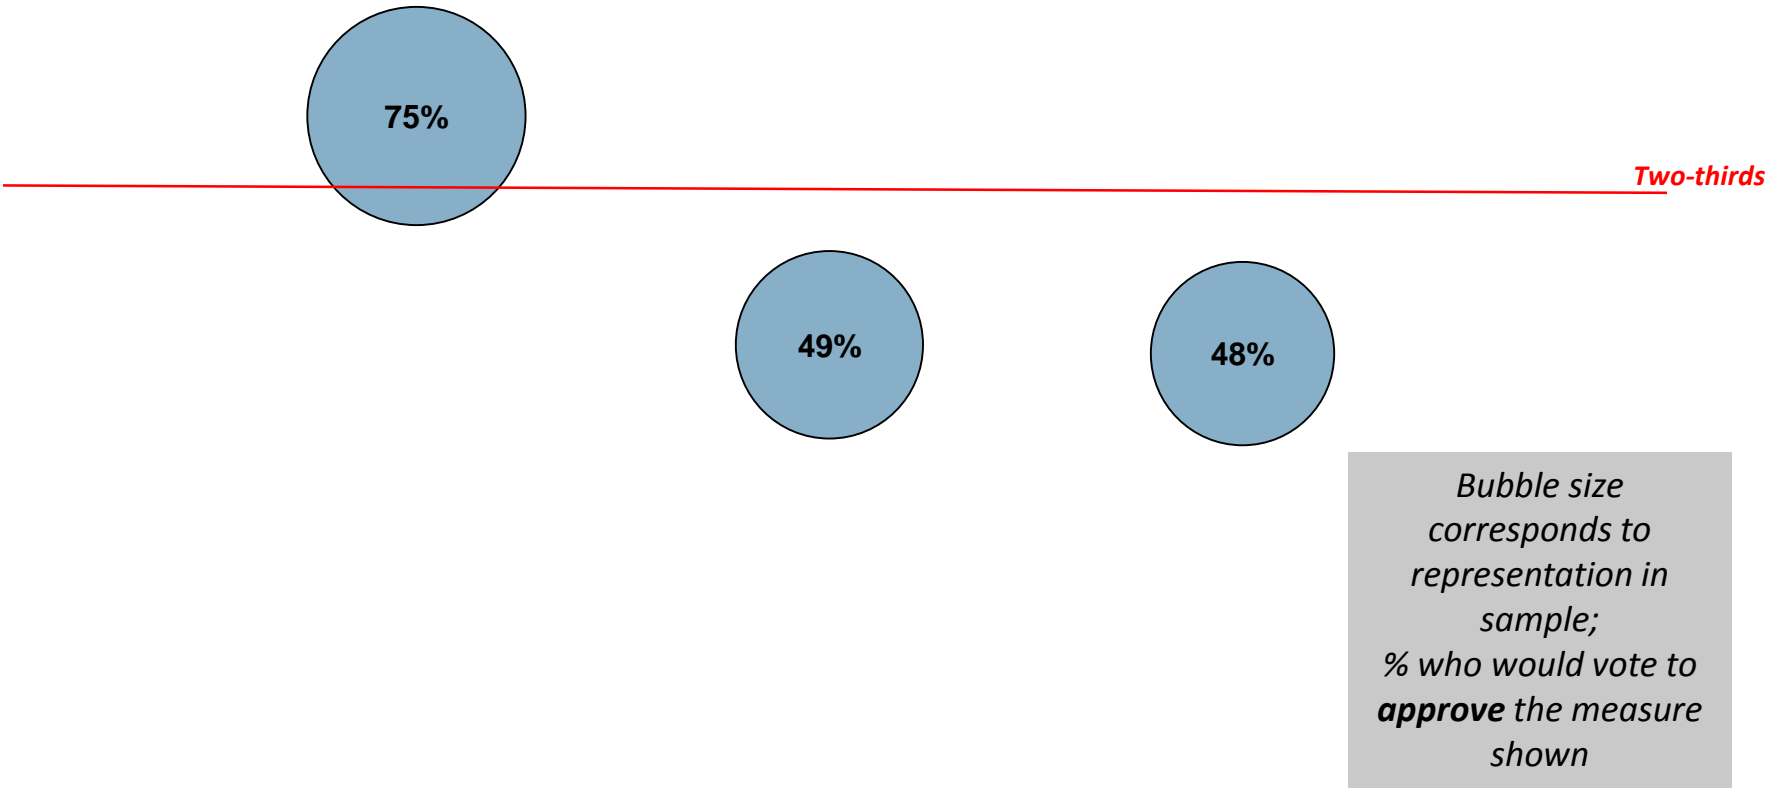 75%
Two-thirds
49%
48%
Bubble size
corresponds to
representation in
sample;
% who would vote to
approve the measure
shown